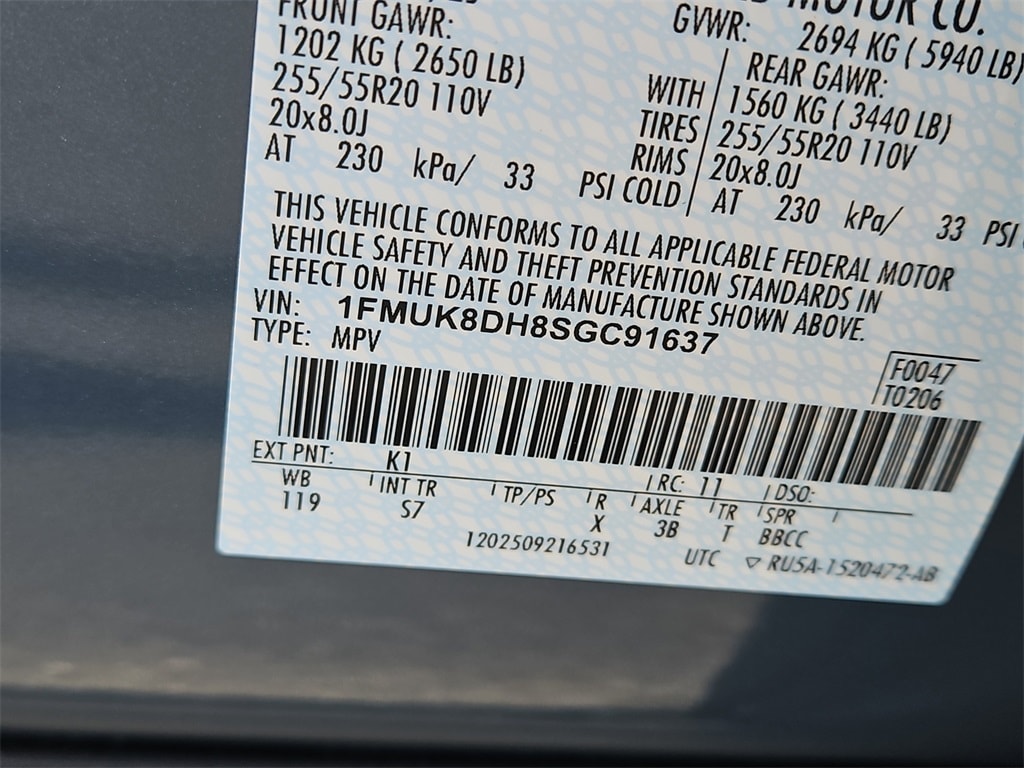 MOTOR CO.
FRONT GAWR: GVWR: 2694 KG ( 5940 LB)
1202 KG ( 2650 LB) REAR GAWR:
255/55R20 110V WITH 1560 KG ( 3440 LB)
20x8.0J TIRES 255/55R20 110V
AT 230 kPa/ 33 PSI COLD RIMS 20x8.0J
AT 230 kPa/ 33 PSI
THIS VEHICLE CONFORMS TO ALL APPLICABLE FEDERAL MOTOR
VEHICLE SAFETY AND THEFT PREVENTION STANDARDS IN
EFFECT ON THE DATE OF MANUFACTURE SHOWN ABOVE.
VIN: 1FMUK8DH8SGC91637
TYPE: MPV
F0047
T0206
EXT PNT: K1 RC: 11 DSO:
WB INT TR TP/PS R AXLE TR SPR
119 S7 X 3B T BBCC
1202509216531 UTC ▽ RU5A-1520472-AB